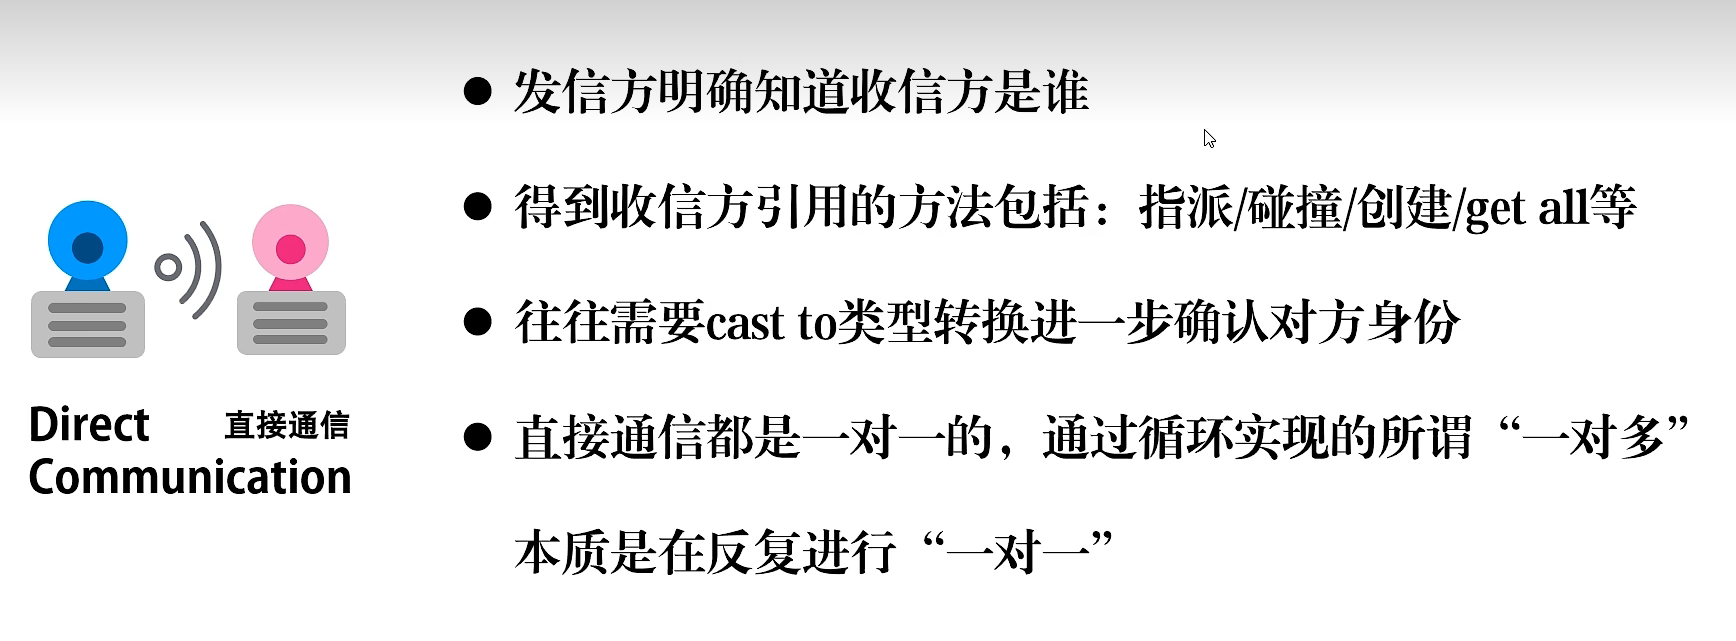 发信方明确知道收信方是谁
得到收信方引用的方法包括：指派/碰撞/创建/get all等
往往需要cast to类型转换进一步确认对方身份
直接通信都是一对一的，通过循环实现的所谓“一对多”
本质是在反复进行“一对一”
Direct 直接通信
Communication